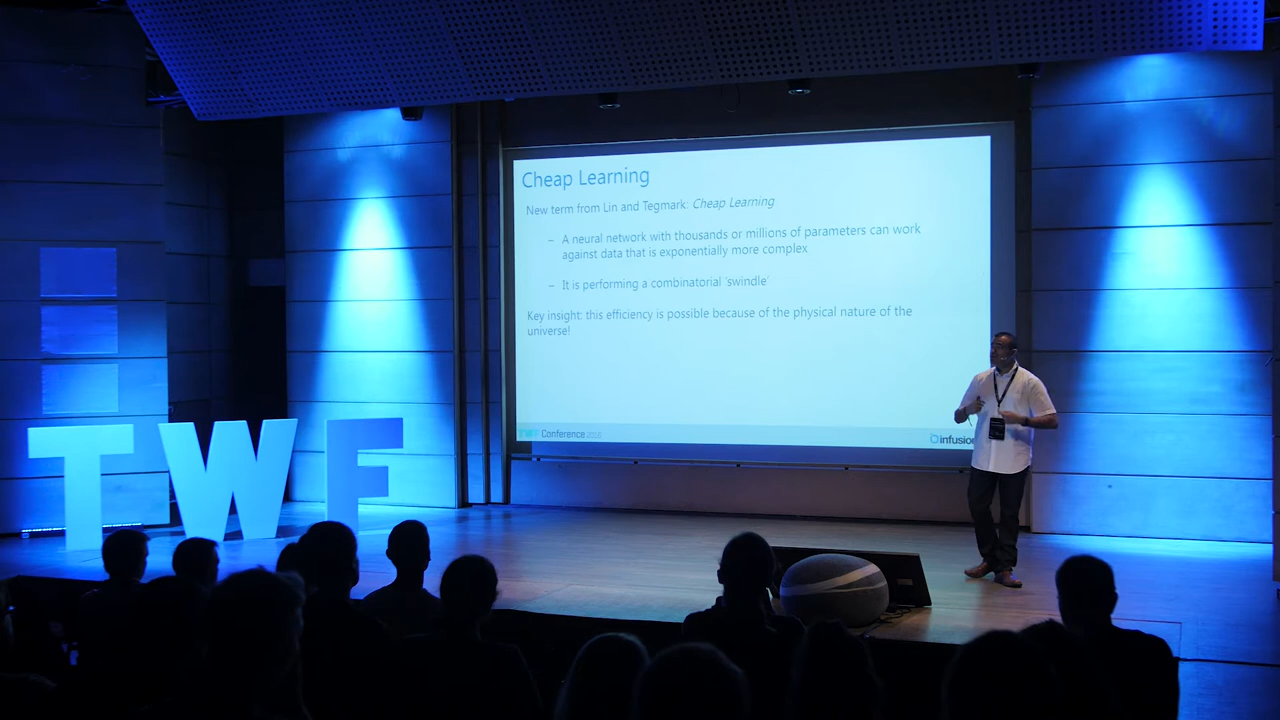 Cheap Learning
New term from Lin and Tegmark: Cheap Learning
– A neural network with thousands or millions of parameters can work
against data that is exponentially more complex
– It is performing a combinatorial 'swindle'
Key insight: this efficiency is possible because of the physical nature of the
universe!
TWF Conference 2016
infusion
TWF